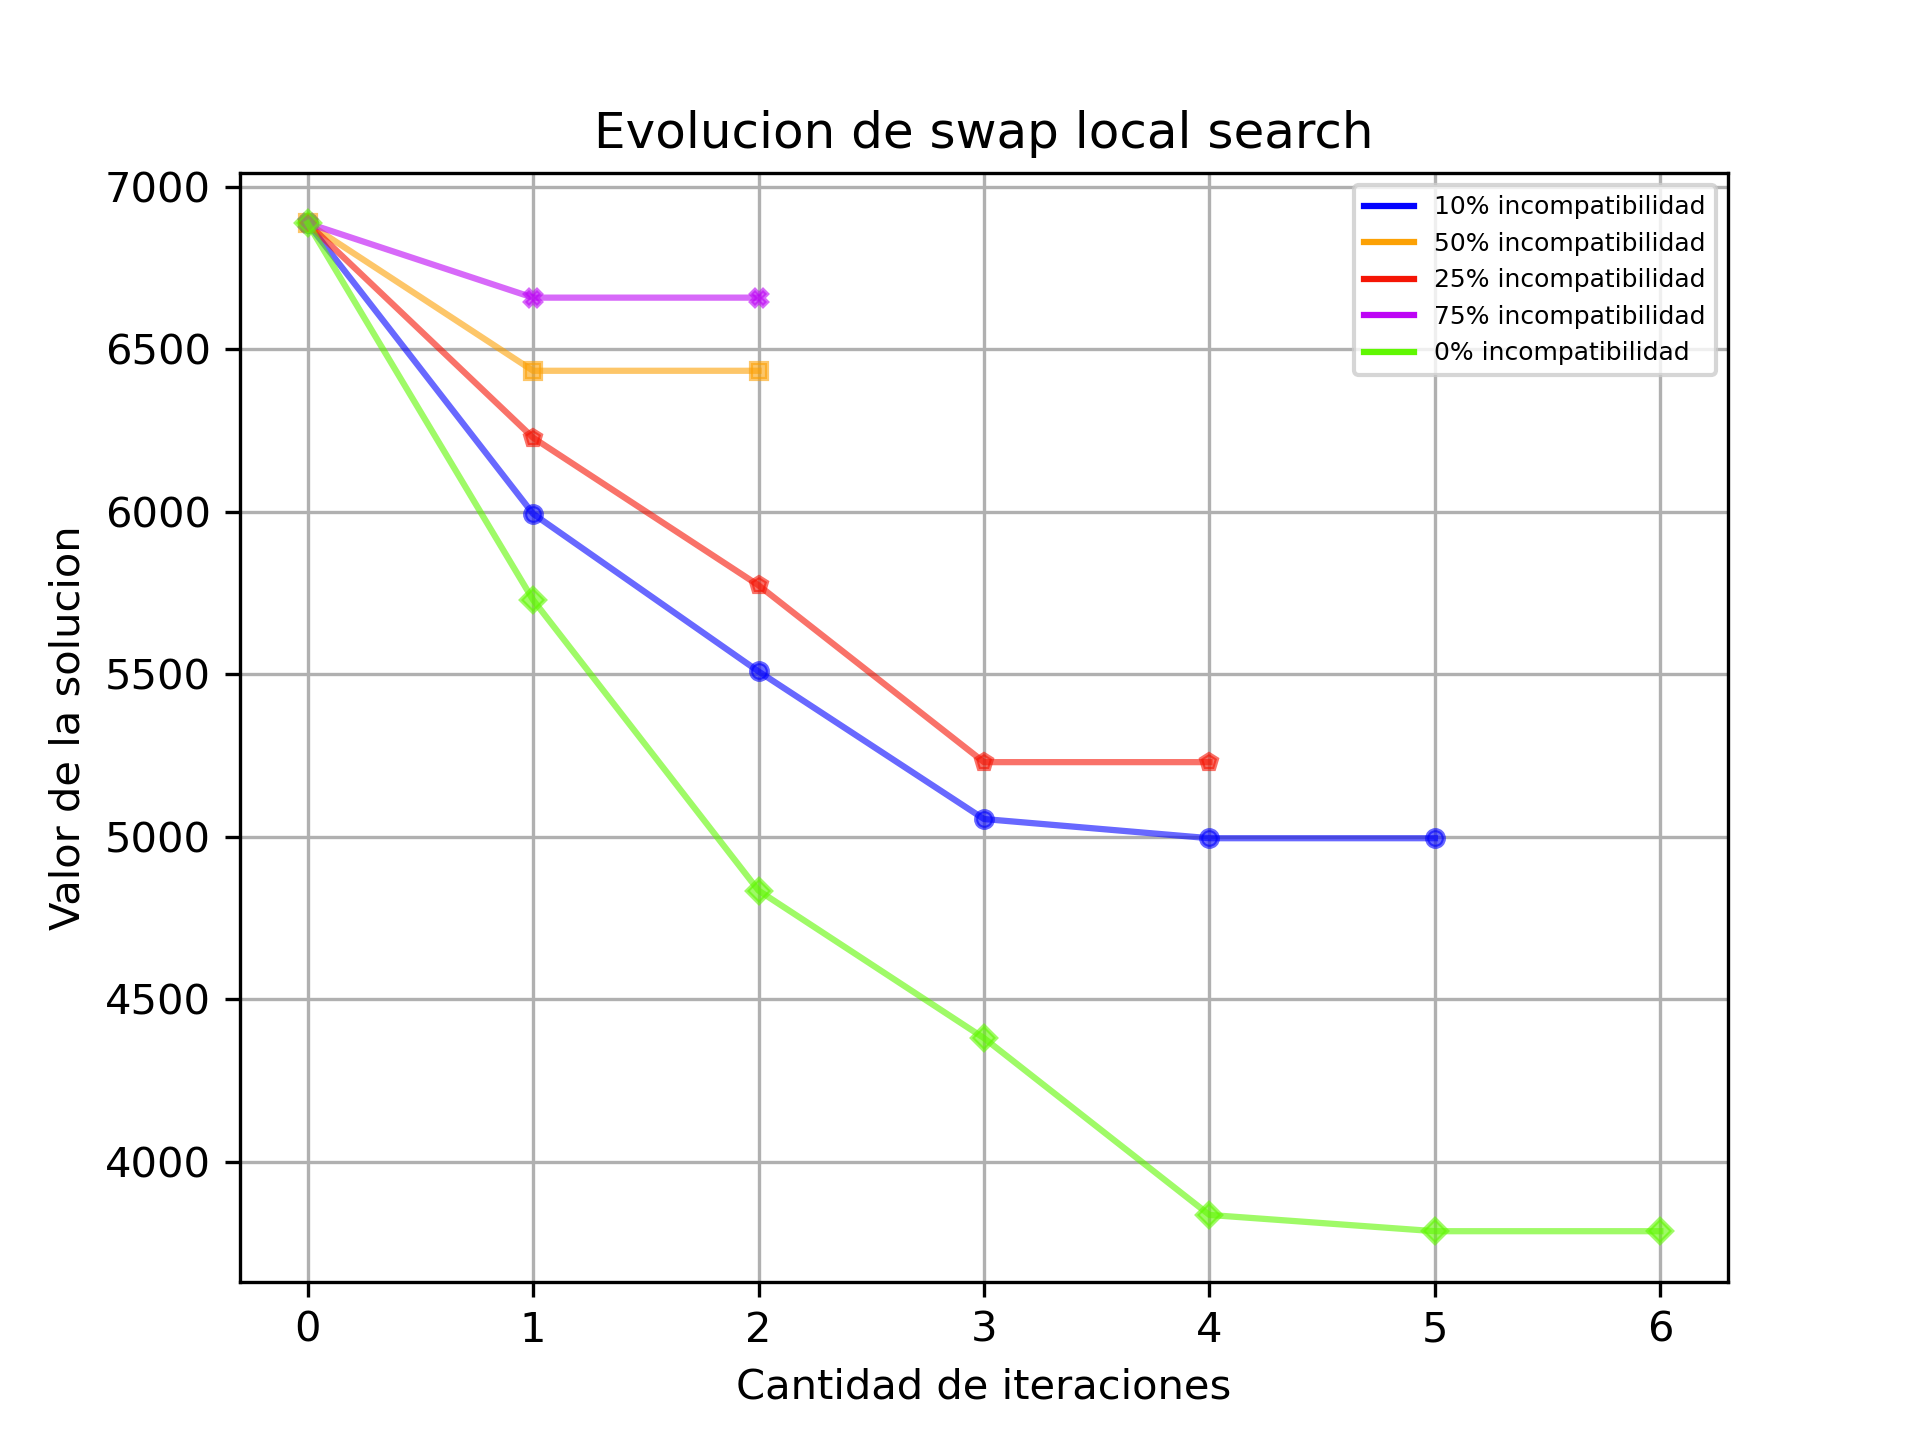 Evolucion de swap local search
7000
6500
6000
5500
5000
4500
4000
Valor de la solucion
10% incompatibilidad
50% incompatibilidad
25% incompatibilidad
75% incompatibilidad
0% incompatibilidad
0 1 2 3 4 5 6
Cantidad de iteraciones